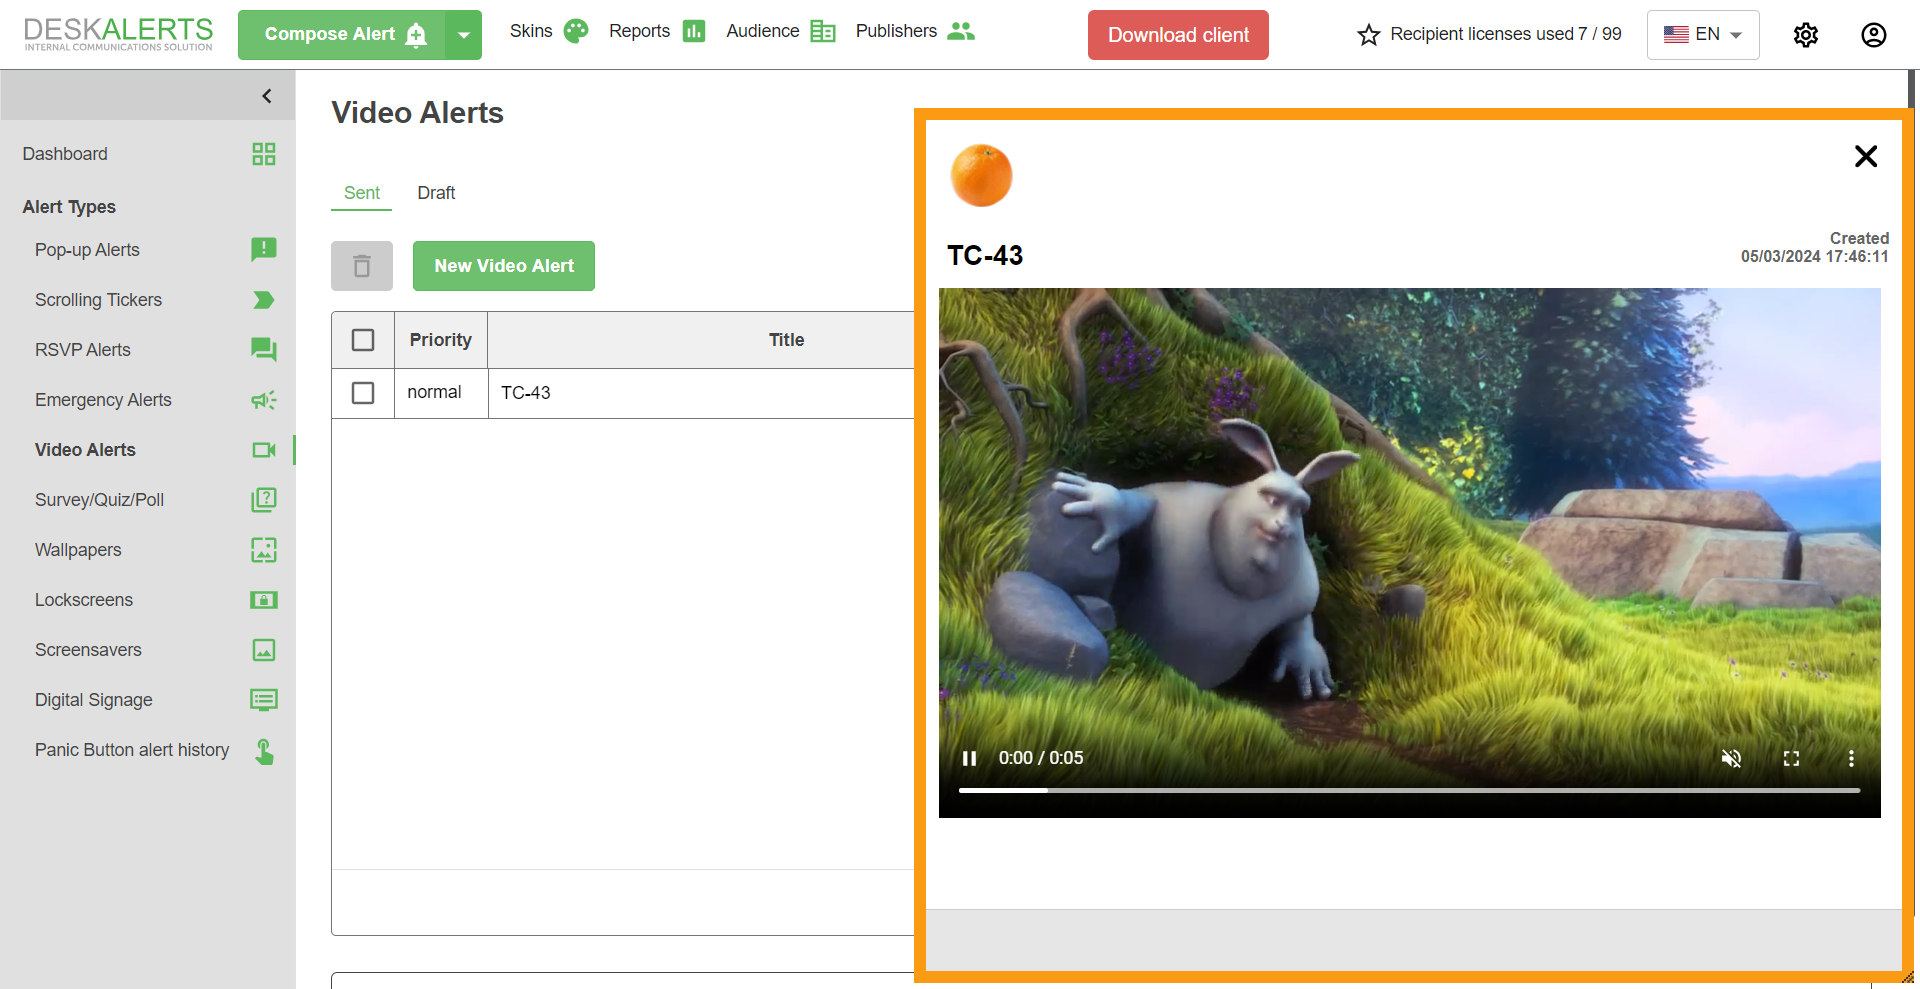 DESKALERTS
INTERNAL COMMUNICATIONS SOLUTION
Compose Alert
Skins
Reports
Audience
Publishers
Download client
Recipient licenses used 7 / 99
EN
Dashboard
Alert Types
Pop-up Alerts
Scrolling Tickers
RSVP Alerts
Emergency Alerts
Video Alerts
Survey/Quiz/Poll
Wallpapers
Lockscreens
Screensavers
Digital Signage
Panic Button alert history
Video Alerts
Sent
Draft
New Video Alert
Priority
Title
normal
TC-43
TC-43
Created
05/03/2024 17:46:11
0:00 / 0:05